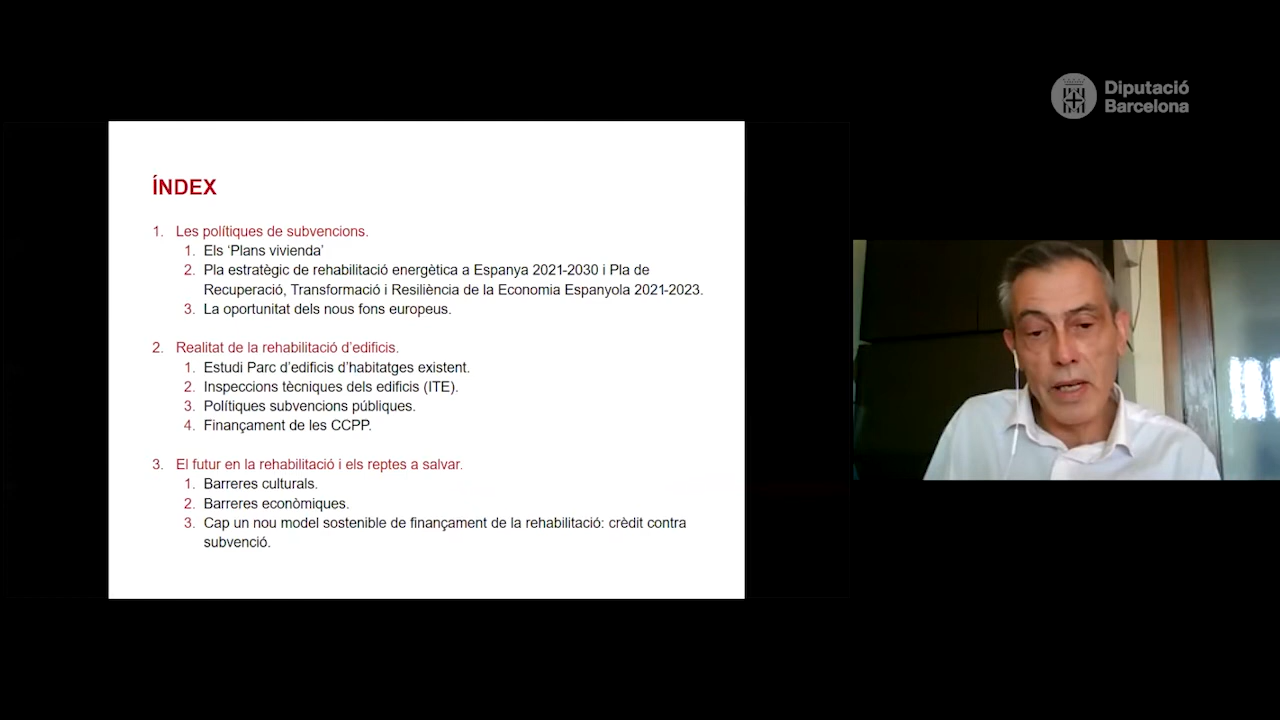 Diputació
Barcelona
ÍNDEX
1. Les polítiques de subvencions.
1. Els ‘Plans vivienda’
2. Pla estratègic de rehabilitació energètica a Espanya 2021-2030 i Pla de
Recuperació, Transformació i Resiliència de la Economia Espanyola 2021-2023.
3. La oportunitat dels nous fons europeus.
2. Realitat de la rehabilitació d’edificis.
1. Estudi Parc d’edificis d’habitatges existent.
2. Inspeccions tècniques dels edificis (ITE).
3. Polítiques subvencions públiques.
4. Finançament de les CCPP.
3. El futur en la rehabilitació i els reptes a salvar.
1. Barreres culturals.
2. Barreres econòmiques.
3. Cap un nou model sostenible de finançament de la rehabilitació: crèdit contra
subvenció.